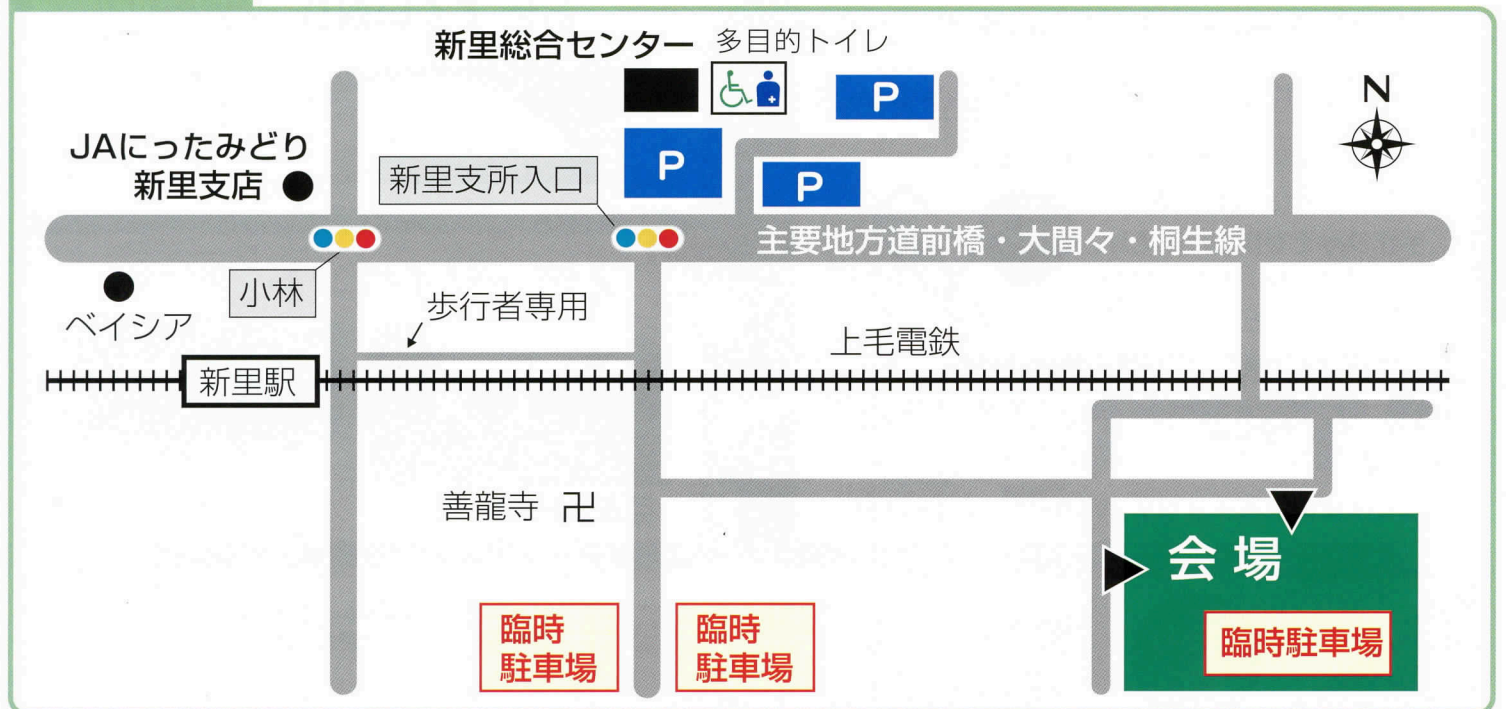 新里総合センター
多目的トイレ
P
N
JAにったみどり
新里支店
新里支所入口
P
P
主要地方道前橋・大間々・桐生線
小林
ベイシア
歩行者専用
上毛電鉄
新里駅
善龍寺 卍
会場
臨時
駐車場
臨時
駐車場
臨時駐車場